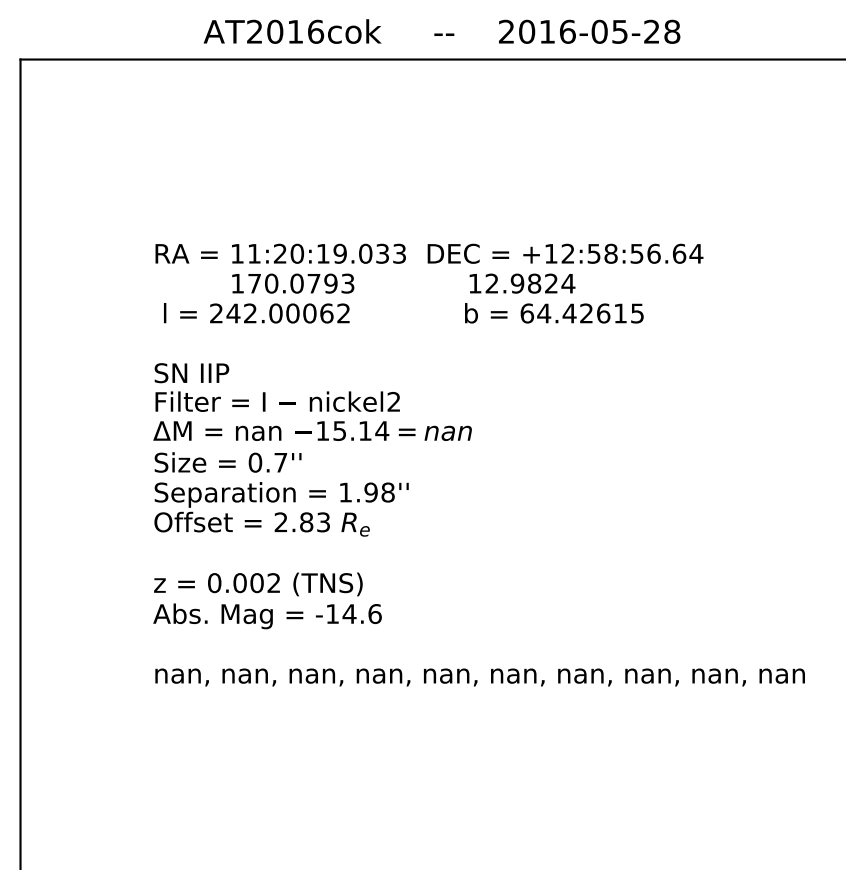 AT2016cok -- 2016-05-28
RA = 11:20:19.033 DEC = +12:58:56.64
170.0793 12.9824
l = 242.00062 b = 64.42615
SN IIP
Filter = I − nickel2
ΔM = nan −15.14 = nan
Size = 0.7''
Separation = 1.98''
Offset = 2.83 Rₑ
z = 0.002 (TNS)
Abs. Mag = -14.6
nan, nan, nan, nan, nan, nan, nan, nan, nan, nan